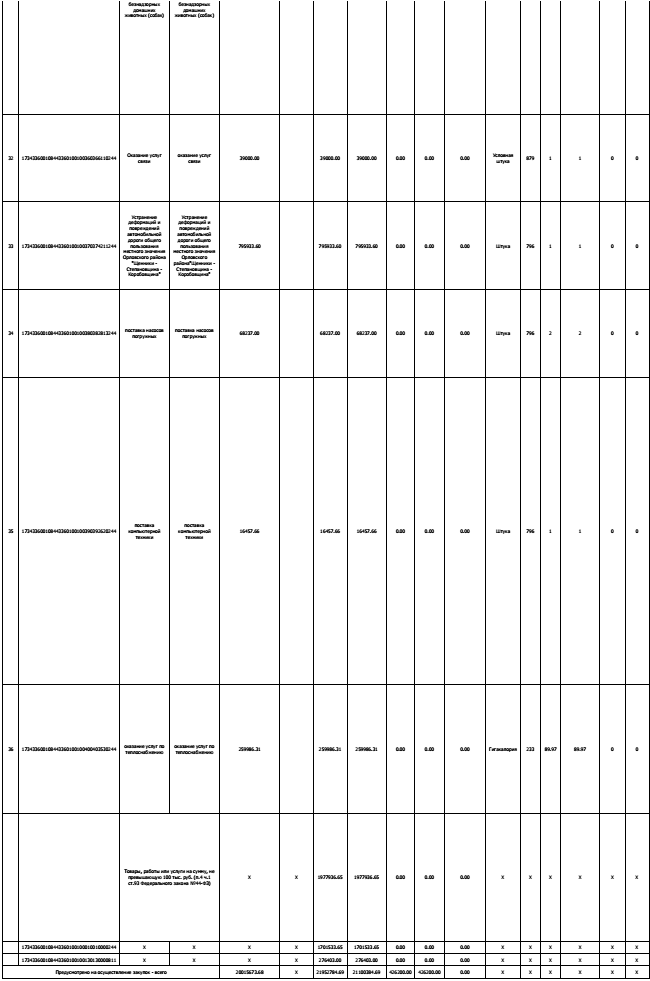 безнадзорных безнадзорных
домашних домашних
животных (собак) животных (собак)
32 173433600108443360100100360366110244 Оказание услуг связи оказание услуг связи 39000.00 39000.00 39000.00 0.00 0.00 0.00 Условная штука 879 1 1 0 0
33 173433600108443360100100370374211244 Устранение деформаций и повреждений автомобильной дороги общего пользования местного значения Орловского района "Цепники - Степановщина - Коробовщина" Устранение деформаций и повреждений автомобильной дороги общего пользования местного значения Орловского района"Цепники - Степановщина - Коробовщина" 795933.60 795933.60 795933.60 0.00 0.00 0.00 Штука 796 1 1 0 0
34 173433600108443360100100380382813244 поставка насосов погружных поставка насосов погружных 68237.00 68237.00 68237.00 0.00 0.00 0.00 Штука 796 2 2 0 0
35 173433600108443360100100390392620244 поставка компьютерной техники поставка компьютерной техники 16457.66 16457.66 16457.66 0.00 0.00 0.00 Штука 796 1 1 0 0
36 173433600108443360100100400403530244 оказание услуг по теплоснабжению оказание услуг по теплоснабжению 259986.31 259986.31 259986.31 0.00 0.00 0.00 Гигакалория 233 89.97 89.97 0 0
Товары, работы или услуги на сумму, не
превышающую 100 тыс. руб. (п.4 ч.1
ст.93 Федерального закона №44-ФЗ) X X 1977936.65 1977936.65 0.00 0.00 0.00 X X X X X X
173433600108443360100100010010000244 X X X X 1701533.65 1701533.65 0.00 0.00 0.00 X X X X X X
173433600108443360100100130130000811 X X X X 276403.00 276403.00 0.00 0.00 0.00 X X X X X X
Предусмотрено на осуществление закупок - всего 20015673.68 X 21952784.69 21100384.69 426200.00 426200.00 0.00 X X X X X X